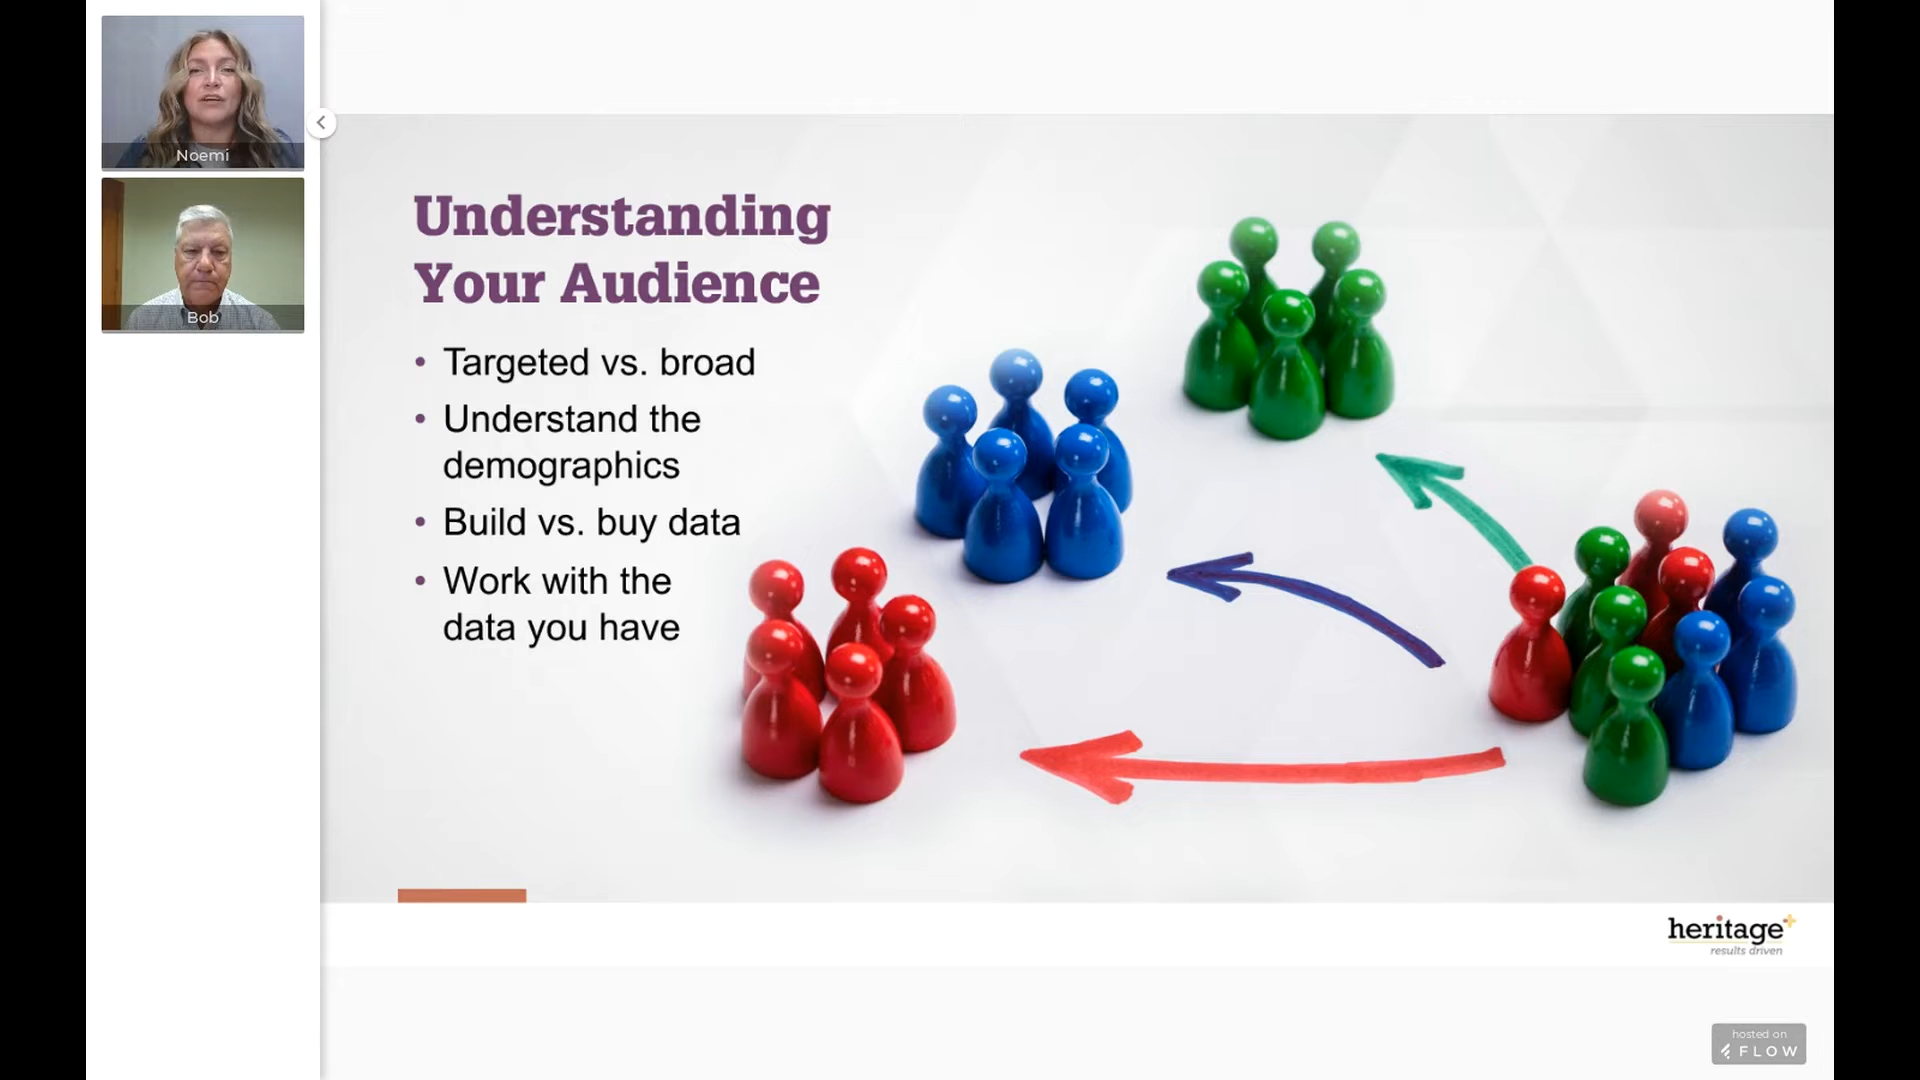 Noemi
Bob
Understanding
Your Audience
• Targeted vs. broad
• Understand the
demographics
• Build vs. buy data
• Work with the
data you have
heritage+
results driven
hosted on
FLOW